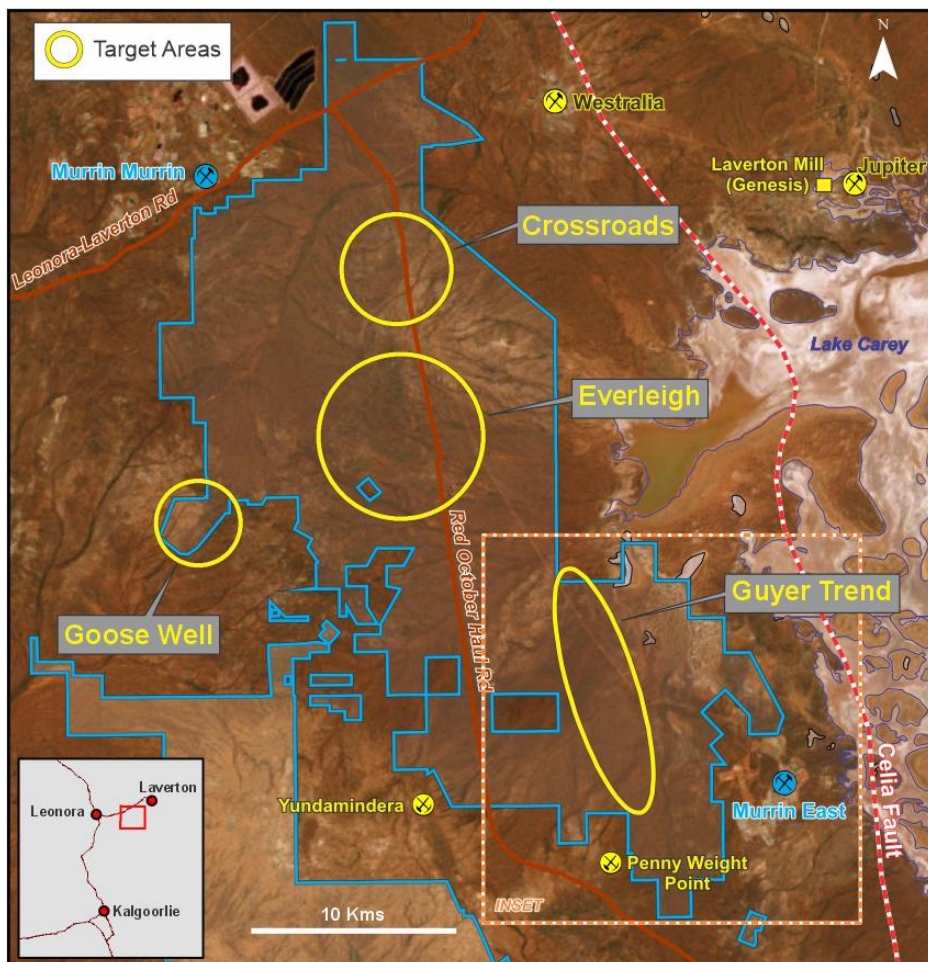 N
Target Areas
Westralia
Murrin Murrin
Laverton Mill
(Genesis)
Jupiter
Leonora-Laverton Rd
Crossroads
Lake Carey
Everleigh
Red October Haul Rd
Guyer Trend
Goose Well
Celia Fault
Laverton
Leonora
Kalgoorlie
Yundamindera
Murrin East
Penny Weight
Point
INSET
10 Kms